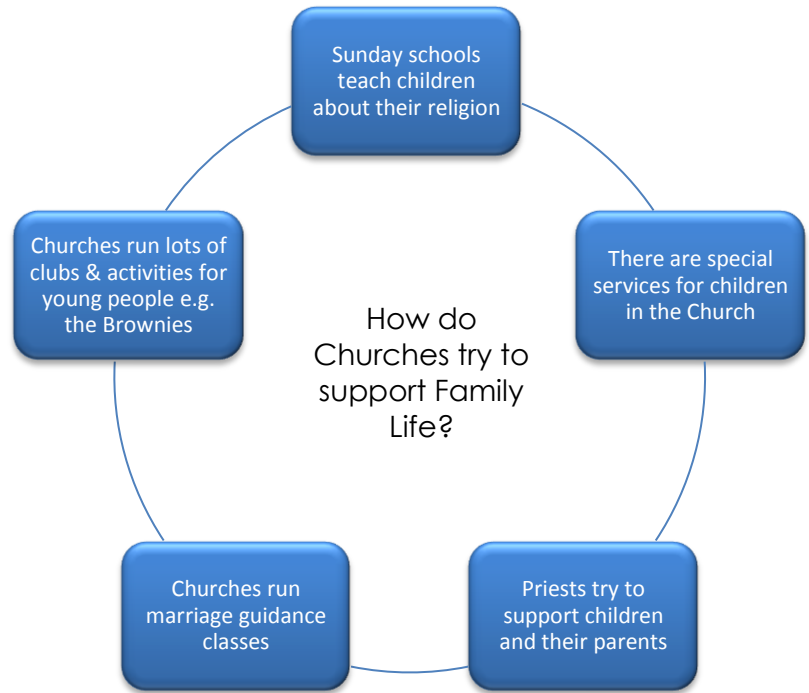 Sunday schools
teach children
about their religion
There are special
services for children
in the Church
Priests try to
support children
and their parents
Churches run
marriage guidance
classes
Churches run lots of
clubs & activities for
young people e.g.
the Brownies
How do
Churches try to
support Family
Life?